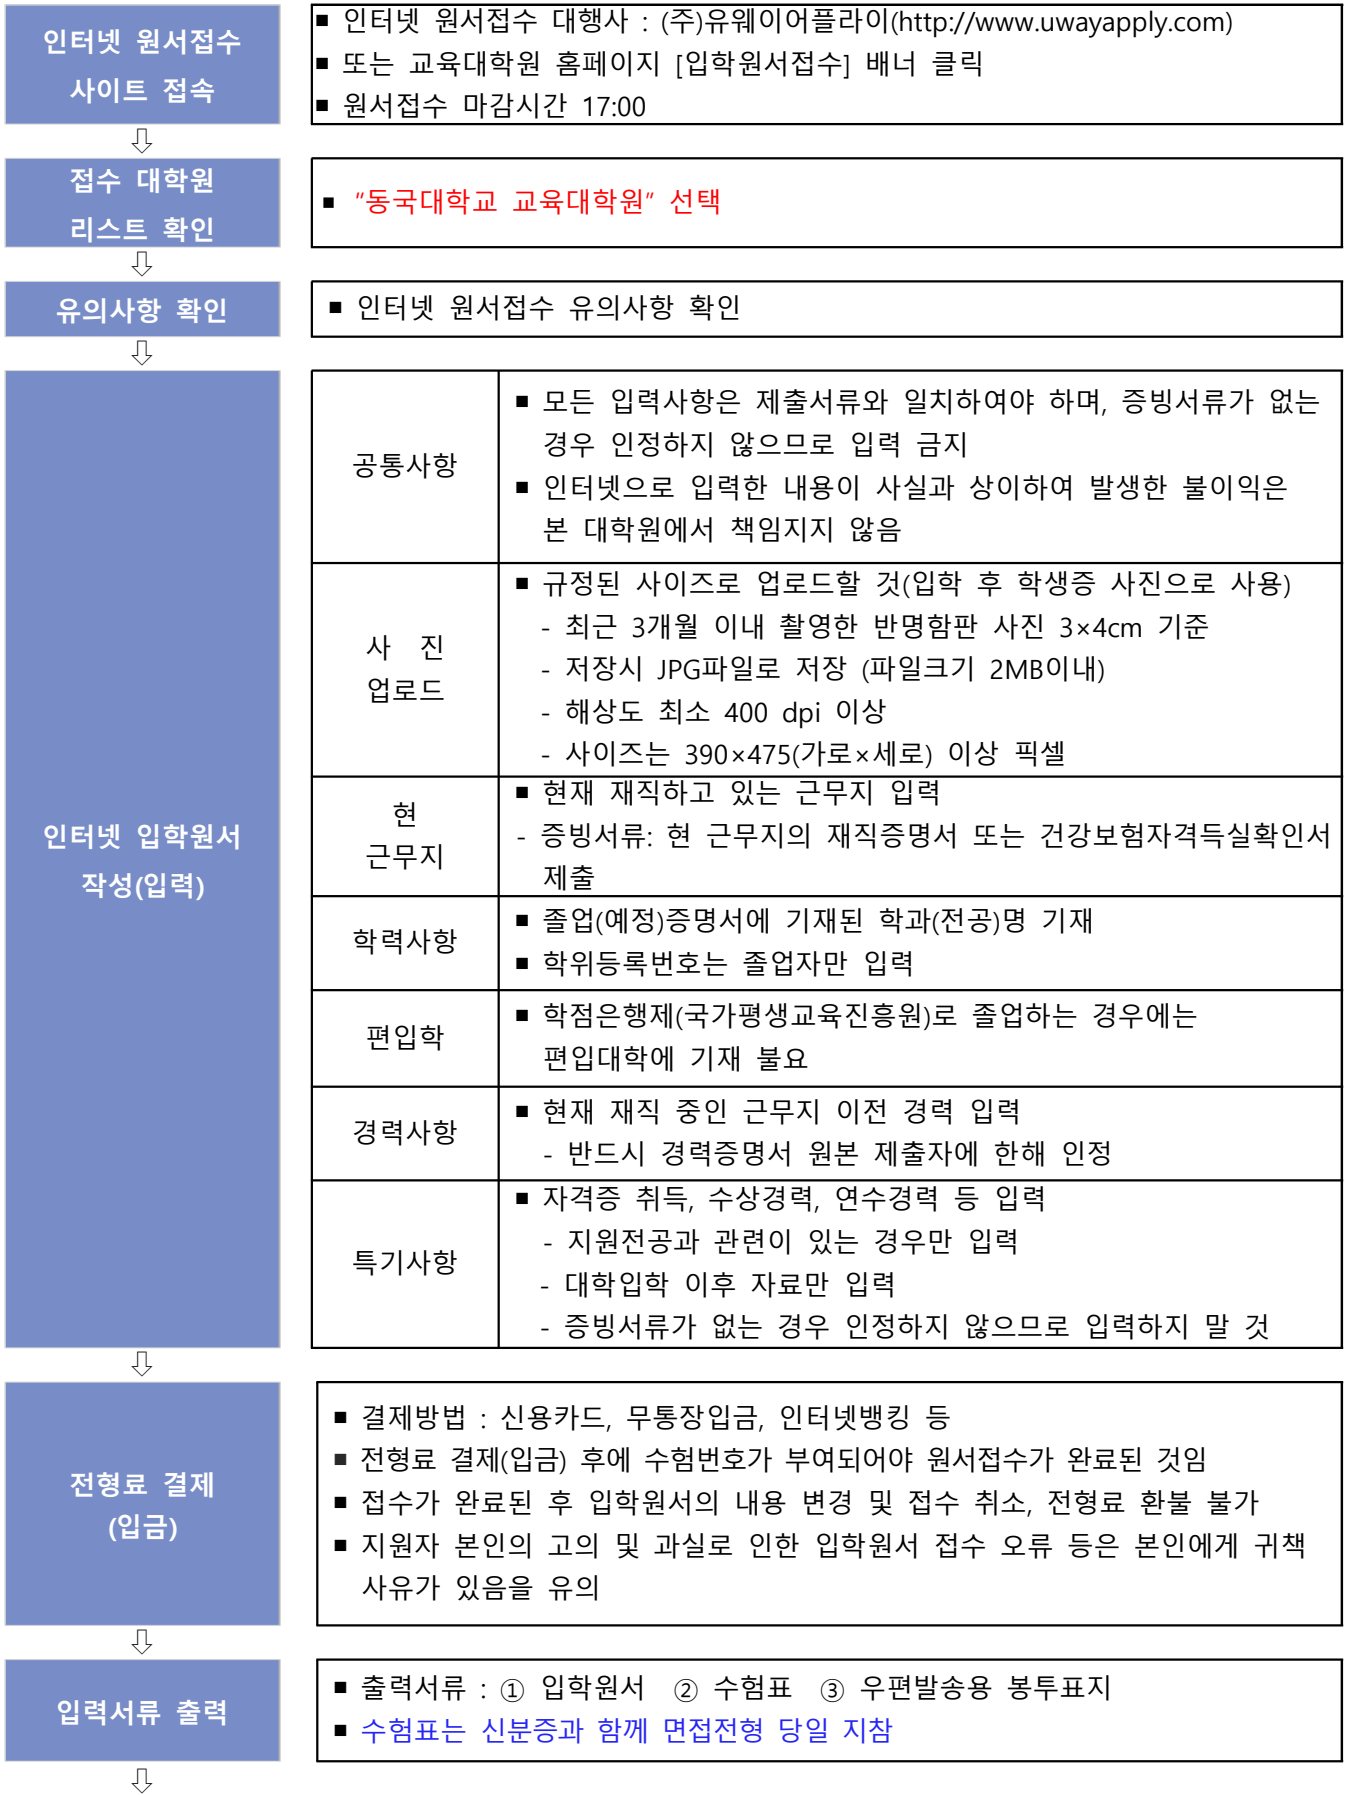 인터넷 원서접수
사이트 접속
■ 인터넷 원서접수 대행사 : (주)유웨이어플라이(http://www.uwayapply.com)
■ 또는 교육대학원 홈페이지 [입학원서접수] 배너 클릭
■ 원서접수 마감시간 17:00
⇩
접수 대학원
리스트 확인
■ “동국대학교 교육대학원” 선택
⇩
유의사항 확인
■ 인터넷 원서접수 유의사항 확인
⇩
인터넷 입학원서
작성(입력)
공통사항
■ 모든 입력사항은 제출서류와 일치하여야 하며, 증빙서류가 없는
경우 인정하지 않으므로 입력 금지
■ 인터넷으로 입력한 내용이 사실과 상이하여 발생한 불이익은
본 대학원에서 책임지지 않음
사 진
업로드
■ 규정된 사이즈로 업로드할 것(입학 후 학생증 사진으로 사용)
- 최근 3개월 이내 촬영한 반명함판 사진 3×4cm 기준
- 저장시 JPG파일로 저장 (파일크기 2MB이내)
- 해상도 최소 400 dpi 이상
- 사이즈는 390×475(가로×세로) 이상 픽셀
현
근무지
■ 현재 재직하고 있는 근무지 입력
- 증빙서류: 현 근무지의 재직증명서 또는 건강보험자격득실확인서
제출
학력사항
■ 졸업(예정)증명서에 기재된 학과(전공)명 기재
■ 학위등록번호는 졸업자만 입력
편입학
■ 학점은행제(국가평생교육진흥원)로 졸업하는 경우에는
편입대학에 기재 불요
경력사항
■ 현재 재직 중인 근무지 이전 경력 입력
- 반드시 경력증명서 원본 제출자에 한해 인정
특기사항
■ 자격증 취득, 수상경력, 연수경력 등 입력
- 지원전공과 관련이 있는 경우만 입력
- 대학입학 이후 자료만 입력
- 증빙서류가 없는 경우 인정하지 않으므로 입력하지 말 것
⇩
전형료 결제
(입금)
■ 결제방법 : 신용카드, 무통장입금, 인터넷뱅킹 등
■ 전형료 결제(입금) 후에 수험번호가 부여되어야 원서접수가 완료된 것임
■ 접수가 완료된 후 입학원서의 내용 변경 및 접수 취소, 전형료 환불 불가
■ 지원자 본인의 고의 및 과실로 인한 입학원서 접수 오류 등은 본인에게 귀책
사유가 있음을 유의
⇩
입력서류 출력
■ 출력서류 : ① 입학원서 ② 수험표 ③ 우편발송용 봉투표지
■ 수험표는 신분증과 함께 면접전형 당일 지참
⇩